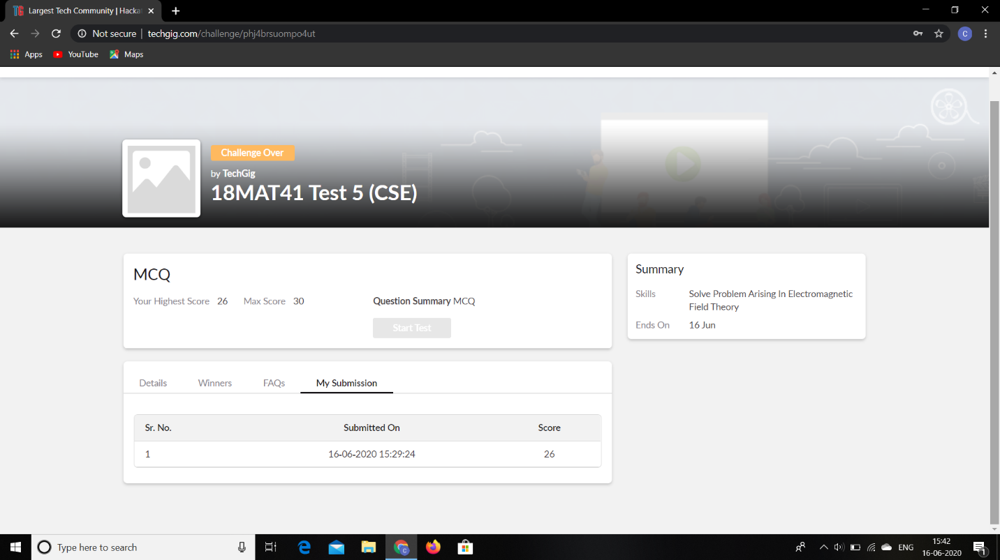 Largest Tech Community | Hacka
Not secure | techgig.com/challenge/phj4brsuompo4ut
C
Apps YouTube Maps
Challenge Over
by TechGig
18MAT41 Test 5 (CSE)
MCQ
Your Highest Score 26 Max Score 30 Question Summary MCQ
Start Test
Summary
Skills Solve Problem Arising In Electromagnetic
Field Theory
Ends On 16 Jun
Details Winners FAQs My Submission
Sr. No. Submitted On Score
1 16-06-2020 15:29:24 26
Type here to search
ENG
15:42
16-06-2020
1